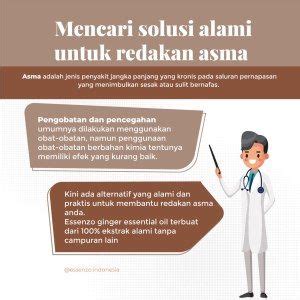 Mencari solusi alami
untuk redakan asma
Asma adalah jenis penyakit jangka panjang yang kronis pada saluran pernapasan
yang menimbulkan sesak atau sulit bernafas.
Pengobatan dan pencegahan
umumnya dilakukan menggunakan
obat-obatan, namun penggunaan
obat-obatan berbahan kimia tentunya
memiliki efek yang kurang baik.
Kini ada alternatif yang alami dan
praktis untuk membantu redakan asma
anda.
Essenzo ginger essential oil terbuat
dari 100% ekstrak alami tanpa
campuran lain
@essenzo.indonesia